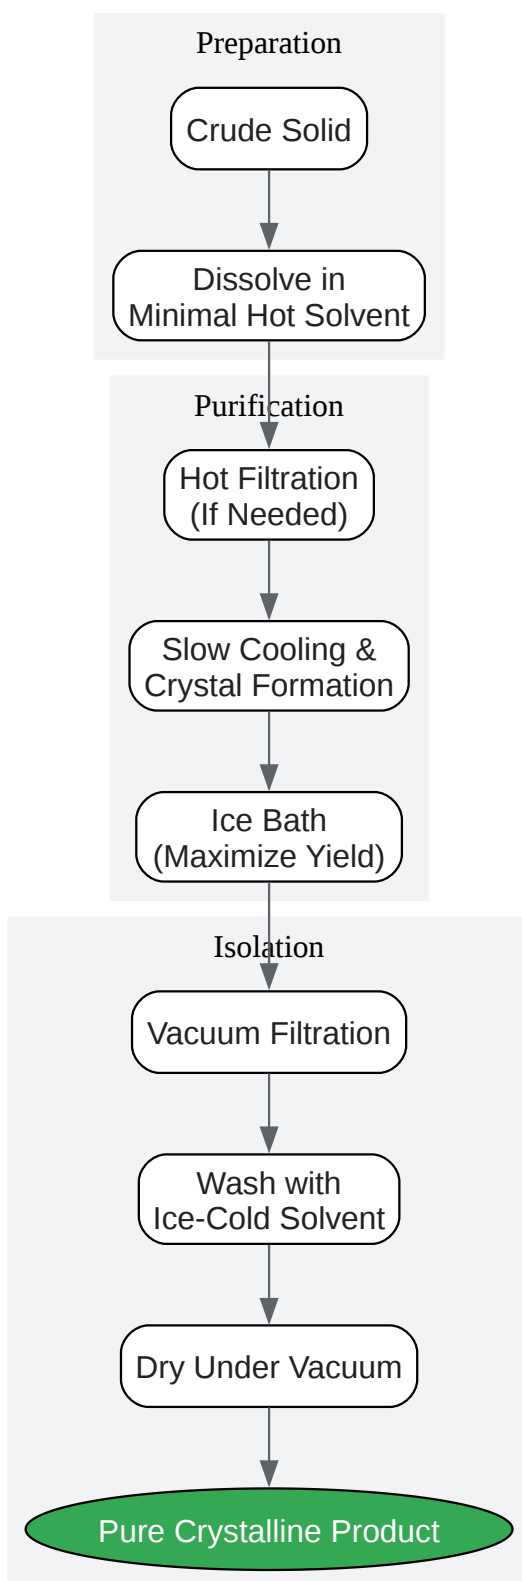 Preparation
Crude Solid
Dissolve in
Minimal Hot Solvent
Purification
Hot Filtration
(If Needed)
Slow Cooling &
Crystal Formation
Ice Bath
(Maximize Yield)
Isolation
Vacuum Filtration
Wash with
Ice-Cold Solvent
Dry Under Vacuum
Pure Crystalline Product